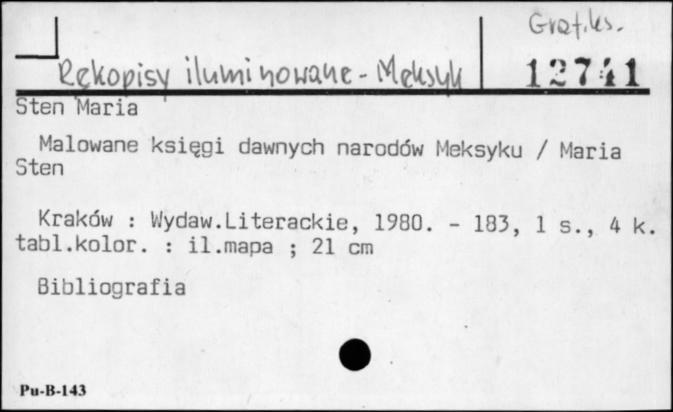 Graf.ks.
Rękopisy iluminowane - Meksyk
12741
Sten Maria
Malowane księgi dawnych narodów Meksyku / Maria
Sten
Kraków : Wydaw.Literackie, 1980. - 183, 1 s., 4 k.
tabl.kolor. : il.mapa ; 21 cm
Bibliografia
Pu-B-143